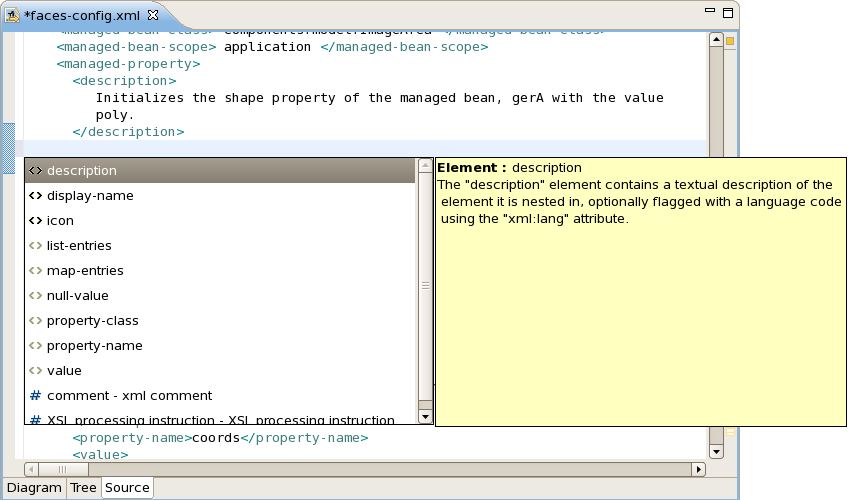 *faces-config.xml
<managed-bean-class> components.model.ImageArea </managed-bean-class>
<managed-bean-scope> application </managed-bean-scope>
<managed-property>
<description>
Initializes the shape property of the managed bean, gerA with the value
poly.
</description>
description
display-name
icon
list-entries
map-entries
null-value
property-class
property-name
value
# comment - xml comment
# XSL processing instruction - XSL processing instruction
Element : description
The "description" element contains a textual description of the
element it is nested in, optionally flagged with a language code
using the "xml:lang" attribute.
<property-name>coords</property-name>
<value>
Diagram Tree Source